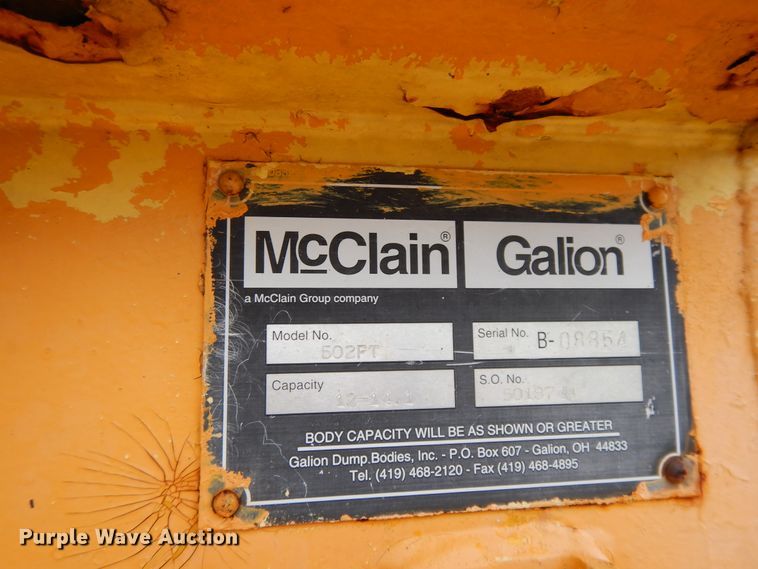 McClain® Galion®
a McClain Group company
Model No. 502PT
Serial No. B-08854
Capacity
S.O. No.
BODY CAPACITY WILL BE AS SHOWN OR GREATER
Galion Dump Bodies, Inc. - P.O. Box 607 - Galion, OH 44833
Tel. (419) 468-2120 - Fax (419) 468-4895
Purple Wave Auction